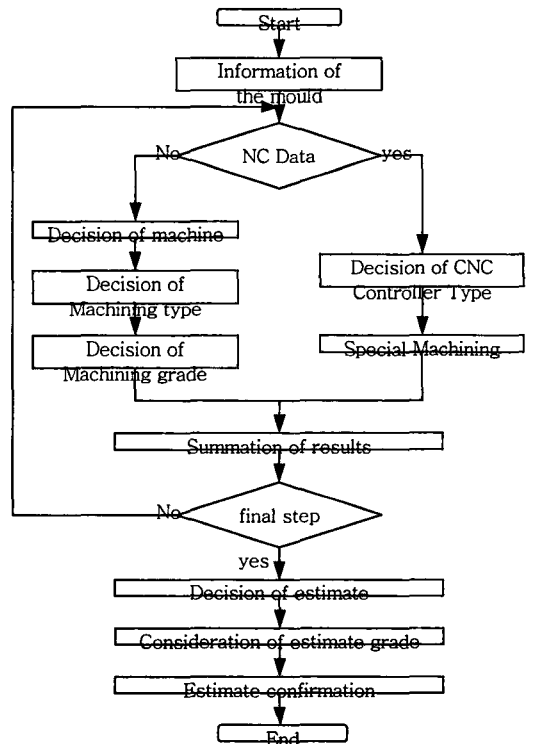 Start
Information of
the mould
No
NC Data
yes
Decision of machine
Decision of
Machining type
Decision of
Machining grade
Decision of CNC
Controller Type
Special Machining
Summation of results
No
final step
yes
Decision of estimate
Consideration of estimate grade
Estimate confirmation
End